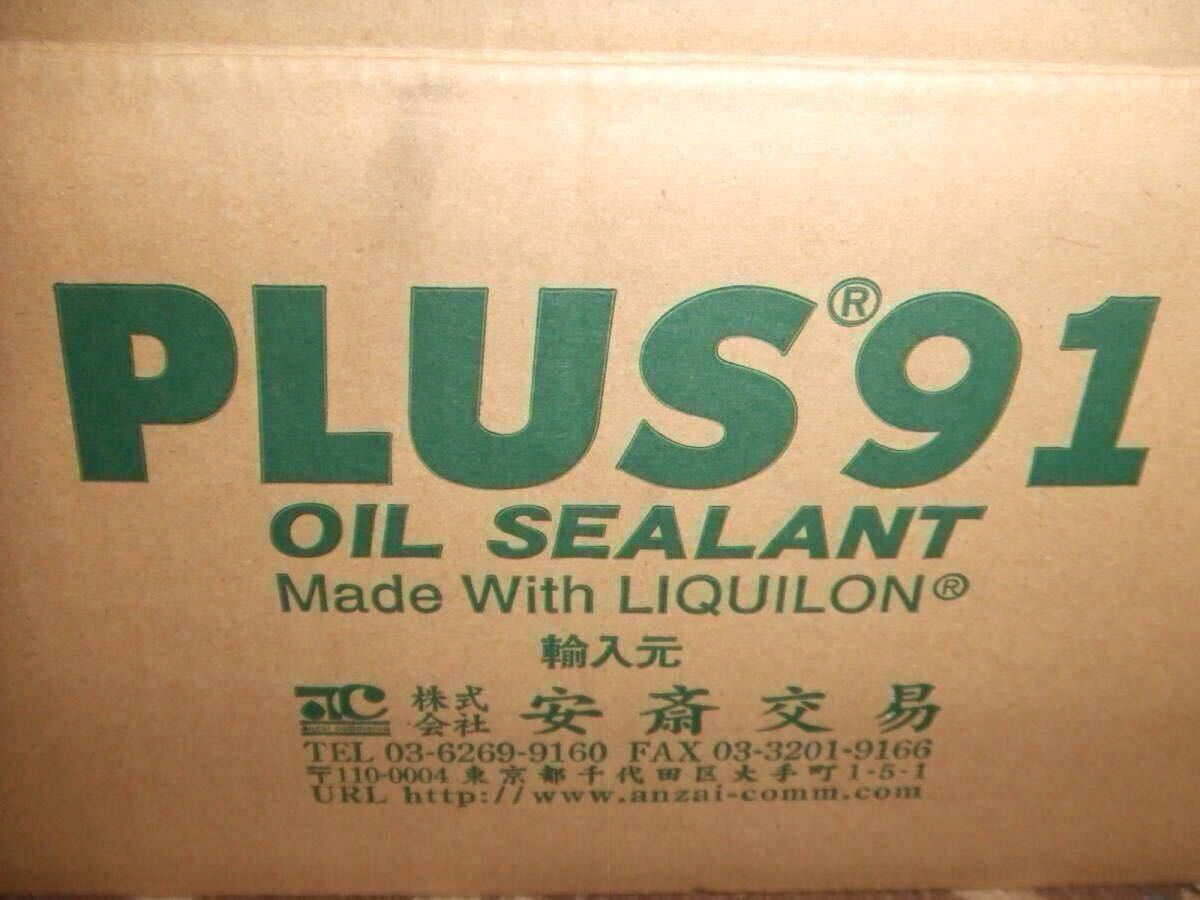 PLUS®91
OIL SEALANT
Made With LIQUILON®
輸入元
anzai commerce 株式会社 安斎交易
TEL 03-6269-9160 FAX 03-3201-9166
〒110-0004 東京都千代田区大手町1-5-1
URL http://www.anzai-comm.com